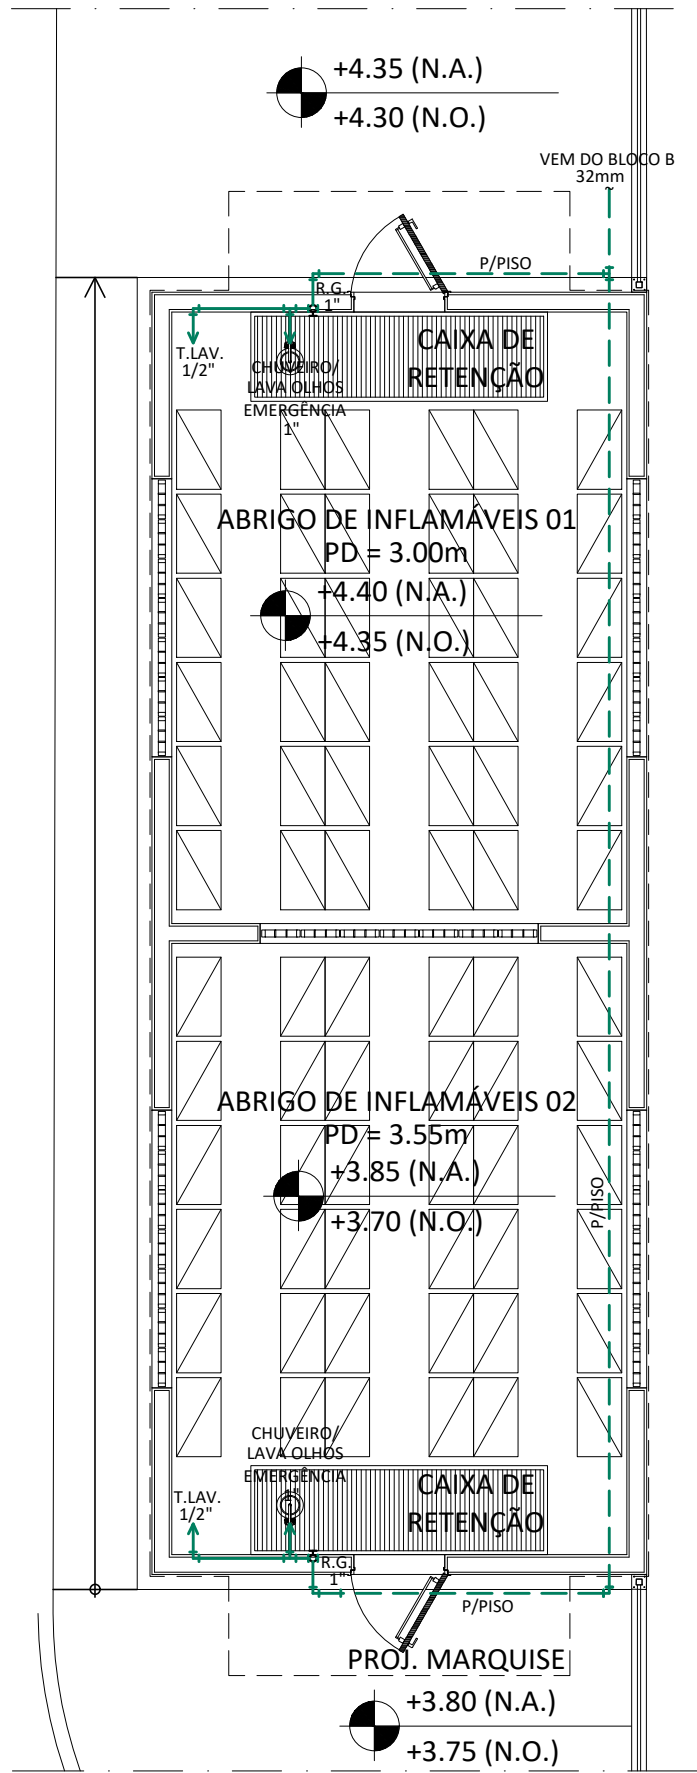 +4.35 (N.A.)
+4.30 (N.O.)
VEM DO BLOCO B
32mm
P/PISO
R.G.
1"
T.LAV.
1/2"
CHUVEIRO/
LAVA OLHOS
EMERGÊNCIA
1"
CAIXA DE
RETENÇÃO
ABRIGO DE INFLAMÁVEIS 01
PD = 3.00m
+4.40 (N.A.)
+4.35 (N.O.)
ABRIGO DE INFLAMÁVEIS 02
PD = 3.55m
+3.85 (N.A.)
+3.70 (N.O.)
P/PISO
CHUVEIRO/
LAVA OLHOS
EMERGÊNCIA
1"
CAIXA DE
RETENÇÃO
T.LAV.
1/2"
R.G.
1"
P/PISO
PROJ. MARQUISE
+3.80 (N.A.)
+3.75 (N.O.)